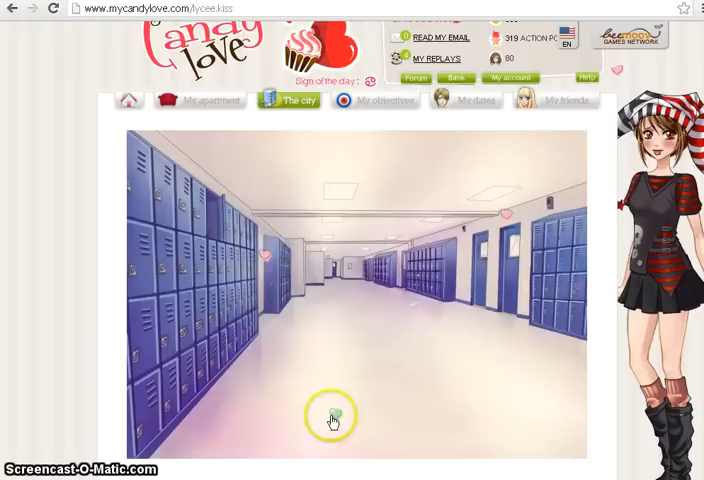 www.mycandylove.com/lycee.kiss
Candy love
0 READ MY EMAIL
4 MY REPLAYS
319 ACTION PO
80
EN
beemoov
GAMES NETWORK
Sign of the day :
Forum
Bank
My account
Help
My apartment
The city
My objectives
My dates
My friends
Screencast-O-Matic.com